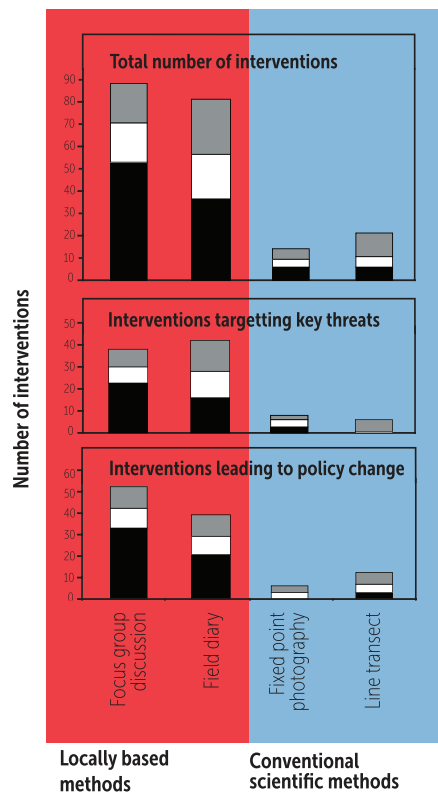 Total number of interventions
90
80
70
60
50
40
30
20
10
0
Interventions targetting key threats
50
40
30
20
10
0
Interventions leading to policy change
60
50
40
30
20
10
0
Number of interventions
Focus group
discussion
Field diary
Fixed point
photography
Line transect
Locally based
methods
Conventional
scientific methods